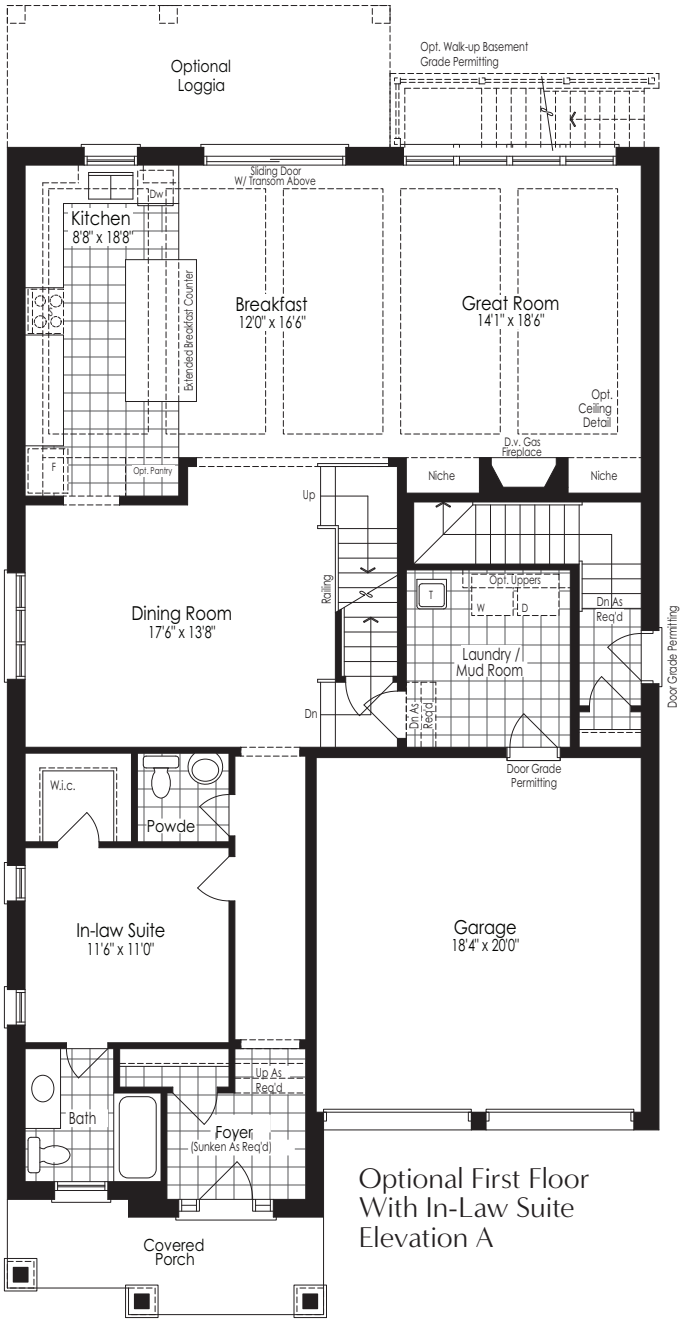 Opt. Walk-up Basement
Grade Permitting
Optional
Loggia
Sliding Door
W/ Transom Above
Dw
Kitchen
8'8" x 18'8"
Extended Breakfast Counter
Breakfast
12'0" x 16'6"
Great Room
14'1" x 18'6"
Opt.
Ceiling
Detail
D.v. Gas
Fireplace
F
Opt. Pantry
Niche
Niche
Up
Railing
Opt. Uppers
T
W
D
Dn As
Req'd
Dining Room
17'6" x 13'8"
Laundry /
Mud Room
Door Grade Permitting
Dn As
Req'd
Dn
Door Grade
Permitting
W.i.c.
Powde
In-law Suite
11'6" x 11'0"
Garage
18'4" x 20'0"
Up As
Req'd
Bath
Foyer
(Sunken As Req'd)
Optional First Floor
With In-Law Suite
Elevation A
Covered
Porch